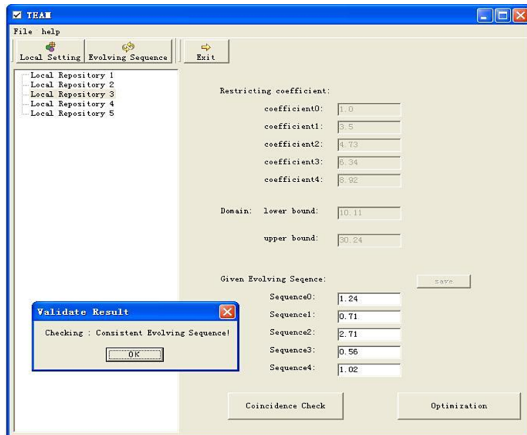 TEAM
File help
Local Setting Evolving Sequence Exit
Local Repository 1
Local Repository 2
Local Repository 3
Local Repository 4
Local Repository 5
Restricting coefficient:
coefficient0: 1.0
coefficient1: 3.5
coefficient2: 4.73
coefficient3: 6.34
coefficient4: 8.92
Domain: lower bound: 10.11
upper bound: 30.24
Given Evolving Seqence: save
Sequence0: 1.24
Sequence1: 0.71
Sequence2: 2.71
Sequence3: 0.56
Sequence4: 1.02
Validate Result
Checking : Consistent Evolving Sequence!
OK
Coincidence Check Optimization